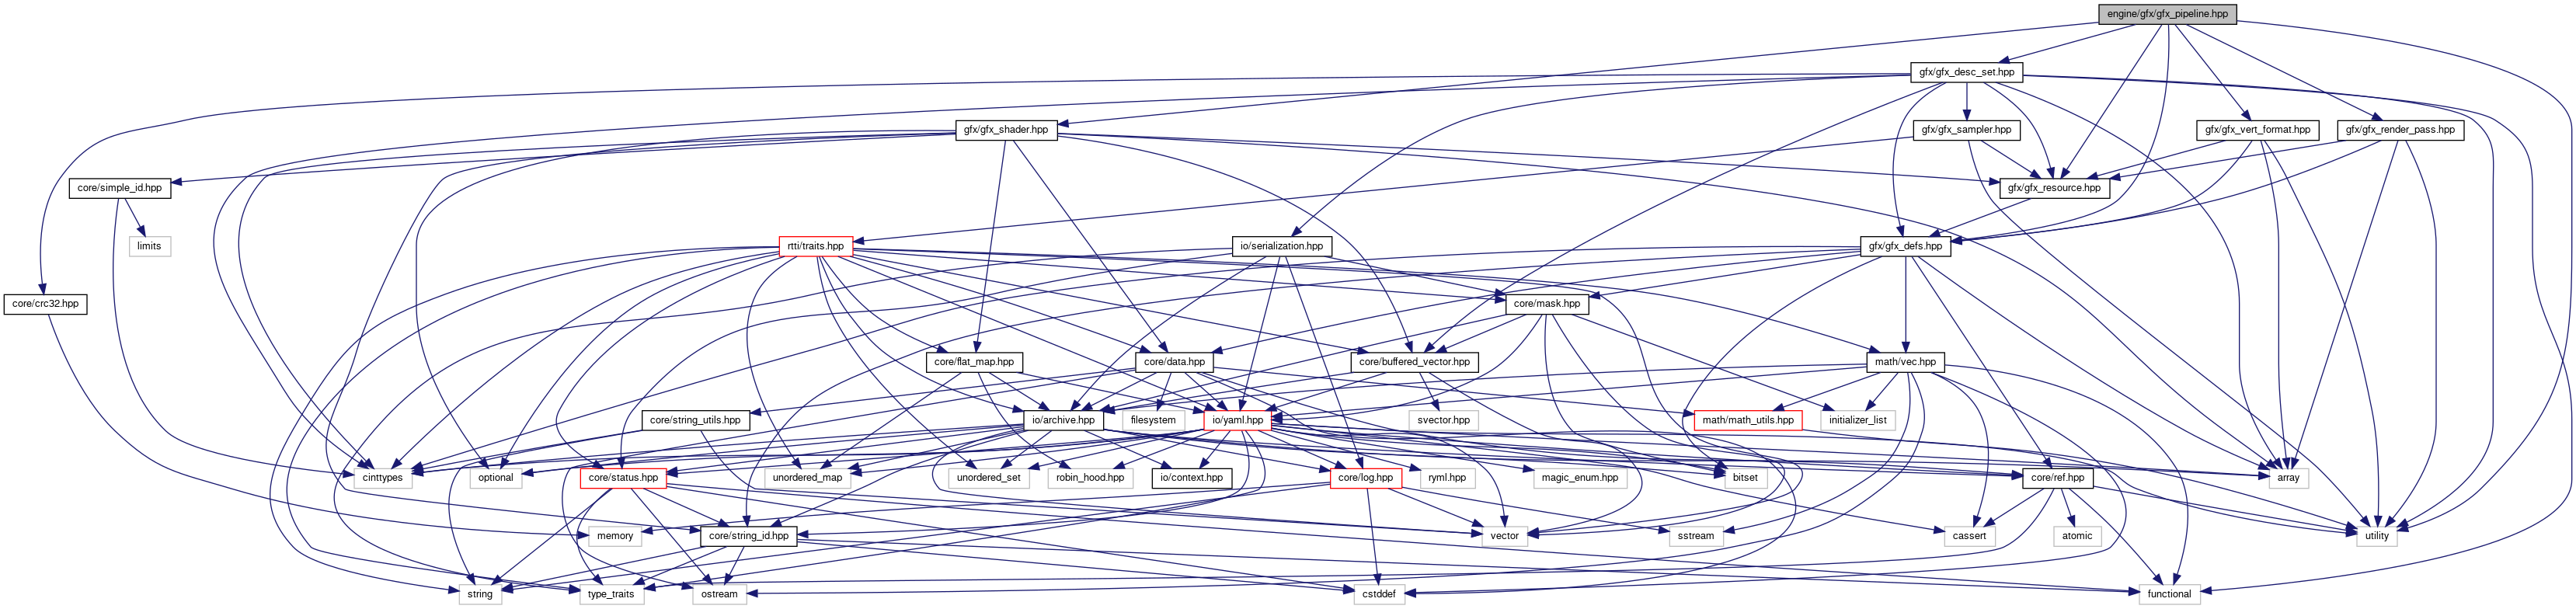 engine/gfx/gfx_pipeline.hpp
gfx/gfx_desc_set.hpp
gfx/gfx_shader.hpp
gfx/gfx_sampler.hpp
gfx/gfx_vert_format.hpp
gfx/gfx_render_pass.hpp
core/simple_id.hpp
gfx/gfx_resource.hpp
limits
rtti/traits.hpp
io/serialization.hpp
gfx/gfx_defs.hpp
core/crc32.hpp
core/mask.hpp
core/flat_map.hpp
core/data.hpp
core/buffered_vector.hpp
math/vec.hpp
core/string_utils.hpp
io/archive.hpp
filesystem
io/yaml.hpp
svector.hpp
math/math_utils.hpp
initializer_list
cinttypes
optional
core/status.hpp
unordered_map
unordered_set
robin_hood.hpp
io/context.hpp
core/log.hpp
ryml.hpp
magic_enum.hpp
bitset
core/ref.hpp
array
memory
core/string_id.hpp
vector
sstream
cassert
atomic
utility
string
type_traits
ostream
cstddef
functional